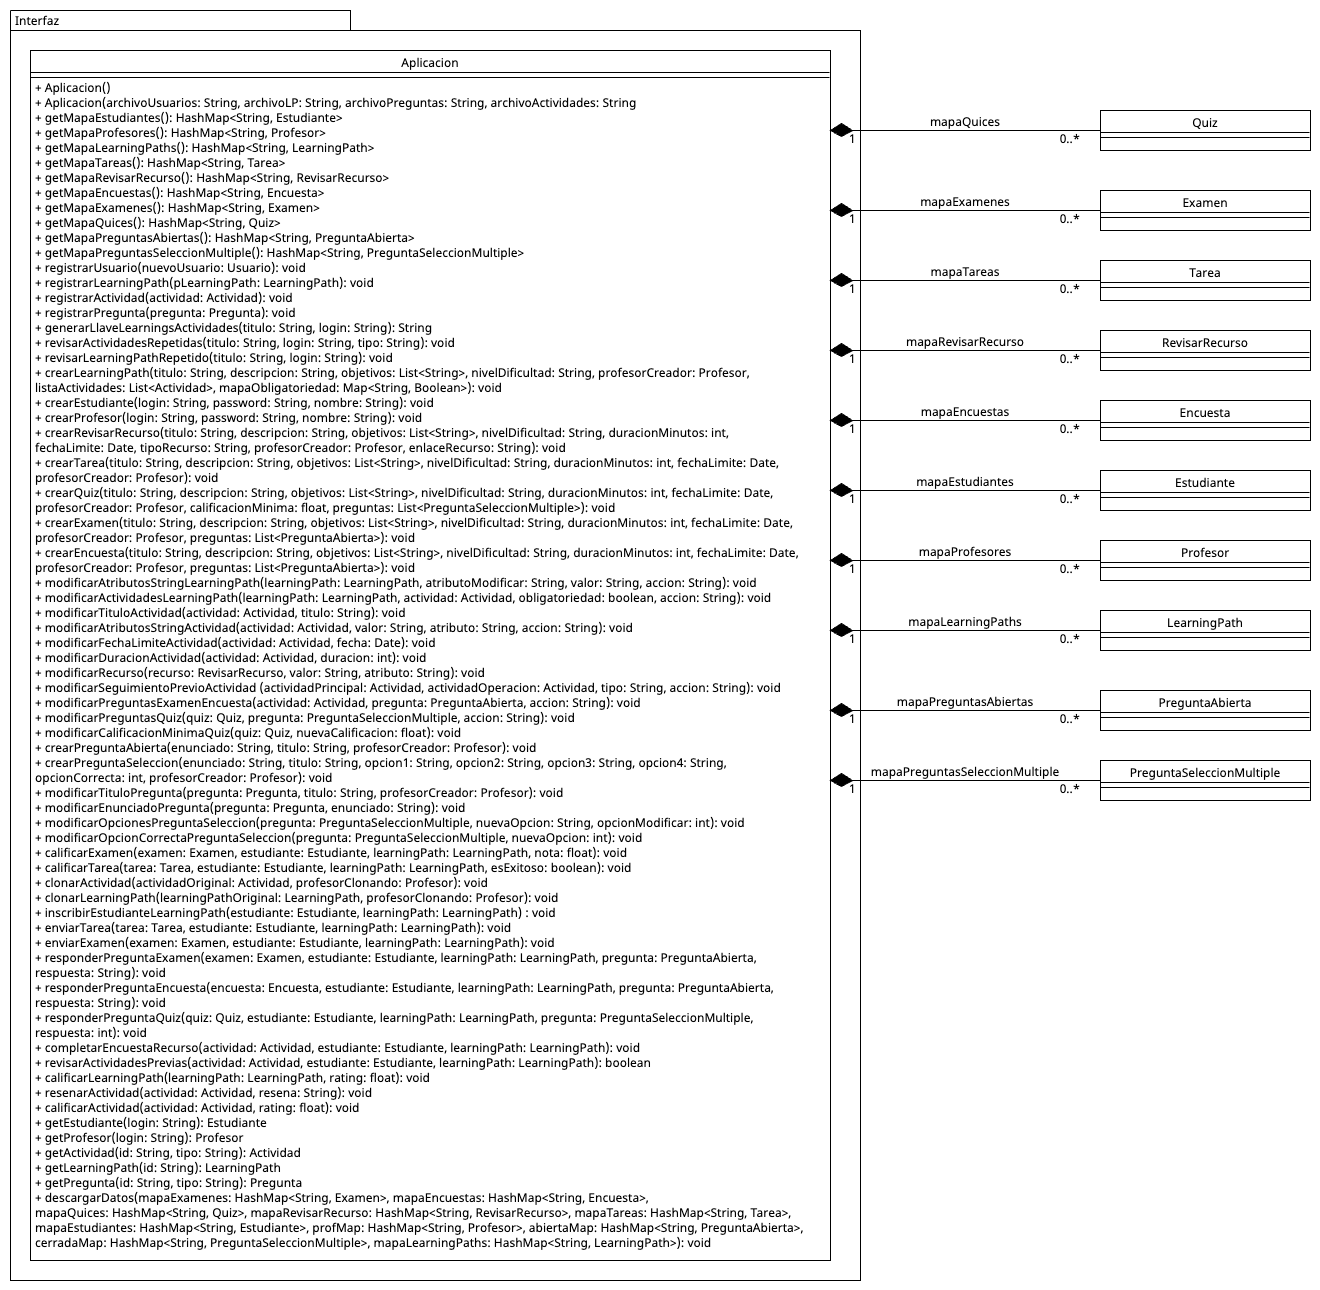 Interfaz
Aplicacion
+ Aplicacion()
+ Aplicacion(archivoUsuarios: String, archivoLP: String, archivoPreguntas: String, archivoActividades: String
+ getMapaEstudiantes(): HashMap<String, Estudiante>
+ getMapaProfesores(): HashMap<String, Profesor>
+ getMapaLearningPaths(): HashMap<String, LearningPath>
+ getMapaTareas(): HashMap<String, Tarea>
+ getMapaRevisarRecurso(): HashMap<String, RevisarRecurso>
+ getMapaEncuestas(): HashMap<String, Encuesta>
+ getMapaExamenes(): HashMap<String, Examen>
+ getMapaQuices(): HashMap<String, Quiz>
+ getMapaPreguntasAbiertas(): HashMap<String, PreguntaAbierta>
+ getMapaPreguntasSeleccionMultiple(): HashMap<String, PreguntaSeleccionMultiple>
+ registrarUsuario(nuevoUsuario: Usuario): void
+ registrarLearningPath(pLearningPath: LearningPath): void
+ registrarActividad(actividad: Actividad): void
+ registrarPregunta(pregunta: Pregunta): void
+ generarLlaveLearningsActividades(titulo: String, login: String): String
+ revisarActividadesRepetidas(titulo: String, login: String, tipo: String): void
+ revisarLearningPathRepetido(titulo: String, login: String): void
+ crearLearningPath(titulo: String, descripcion: String, objetivos: List<String>, nivelDificultad: String, profesorCreador: Profesor,
listaActividades: List<Actividad>, mapaObligatoriedad: Map<String, Boolean>): void
+ crearEstudiante(login: String, password: String, nombre: String): void
+ crearProfesor(login: String, password: String, nombre: String): void
+ crearRevisarRecurso(titulo: String, descripcion: String, objetivos: List<String>, nivelDificultad: String, duracionMinutos: int,
fechaLimite: Date, tipoRecurso: String, profesorCreador: Profesor, enlaceRecurso: String): void
+ crearTarea(titulo: String, descripcion: String, objetivos: List<String>, nivelDificultad: String, duracionMinutos: int, fechaLimite: Date,
profesorCreador: Profesor): void
+ crearQuiz(titulo: String, descripcion: String, objetivos: List<String>, nivelDificultad: String, duracionMinutos: int, fechaLimite: Date,
profesorCreador: Profesor, calificacionMinima: float, preguntas: List<PreguntaSeleccionMultiple>): void
+ crearExamen(titulo: String, descripcion: String, objetivos: List<String>, nivelDificultad: String, duracionMinutos: int, fechaLimite: Date,
profesorCreador: Profesor, preguntas: List<PreguntaAbierta>): void
+ crearEncuesta(titulo: String, descripcion: String, objetivos: List<String>, nivelDificultad: String, duracionMinutos: int, fechaLimite: Date,
profesorCreador: Profesor, preguntas: List<PreguntaAbierta>): void
+ modificarAtributosStringLearningPath(learningPath: LearningPath, atributoModificar: String, valor: String, accion: String): void
+ modificarActividadesLearningPath(learningPath: LearningPath, actividad: Actividad, obligatoriedad: boolean, accion: String): void
+ modificarTituloActividad(actividad: Actividad, titulo: String): void
+ modificarAtributosStringActividad(actividad: Actividad, valor: String, atributo: String, accion: String): void
+ modificarFechaLimiteActividad(actividad: Actividad, fecha: Date): void
+ modificarDuracionActividad(actividad: Actividad, duracion: int): void
+ modificarRecurso(recurso: RevisarRecurso, valor: String, atributo: String): void
+ modificarSeguimientoPrevioActividad (actividadPrincipal: Actividad, actividadOperacion: Actividad, tipo: String, accion: String): void
+ modificarPreguntasExamenEncuesta(actividad: Actividad, pregunta: PreguntaAbierta, accion: String): void
+ modificarPreguntasQuiz(quiz: Quiz, pregunta: PreguntaSeleccionMultiple, accion: String): void
+ modificarCalificacionMinimaQuiz(quiz: Quiz, nuevaCalificacion: float): void
+ crearPreguntaAbierta(enunciado: String, titulo: String, profesorCreador: Profesor): void
+ crearPreguntaSeleccion(enunciado: String, titulo: String, opcion1: String, opcion2: String, opcion3: String, opcion4: String,
opcionCorrecta: int, profesorCreador: Profesor): void
+ modificarTituloPregunta(pregunta: Pregunta, titulo: String, profesorCreador: Profesor): void
+ modificarEnunciadoPregunta(pregunta: Pregunta, enunciado: String): void
+ modificarOpcionesPreguntaSeleccion(pregunta: PreguntaSeleccionMultiple, nuevaOpcion: String, opcionModificar: int): void
+ modificarOpcionCorrectaPreguntaSeleccion(pregunta: PreguntaSeleccionMultiple, nuevaOpcion: int): void
+ calificarExamen(examen: Examen, estudiante: Estudiante, learningPath: LearningPath, nota: float): void
+ calificarTarea(tarea: Tarea, estudiante: Estudiante, learningPath: LearningPath, esExitoso: boolean): void
+ clonarActividad(actividadOriginal: Actividad, profesorClonando: Profesor): void
+ clonarLearningPath(learningPathOriginal: LearningPath, profesorClonando: Profesor): void
+ inscribirEstudianteLearningPath(estudiante: Estudiante, learningPath: LearningPath) : void
+ enviarTarea(tarea: Tarea, estudiante: Estudiante, learningPath: LearningPath): void
+ enviarExamen(examen: Examen, estudiante: Estudiante, learningPath: LearningPath): void
+ responderPreguntaExamen(examen: Examen, estudiante: Estudiante, learningPath: LearningPath, pregunta: PreguntaAbierta,
respuesta: String): void
+ responderPreguntaEncuesta(encuesta: Encuesta, estudiante: Estudiante, learningPath: LearningPath, pregunta: PreguntaAbierta,
respuesta: String): void
+ responderPreguntaQuiz(quiz: Quiz, estudiante: Estudiante, learningPath: LearningPath, pregunta: PreguntaSeleccionMultiple,
respuesta: int): void
+ completarEncuestaRecurso(actividad: Actividad, estudiante: Estudiante, learningPath: LearningPath): void
+ revisarActividadesPrevias(actividad: Actividad, estudiante: Estudiante, learningPath: LearningPath): boolean
+ calificarLearningPath(learningPath: LearningPath, rating: float): void
+ resenarActividad(actividad: Actividad, resena: String): void
+ calificarActividad(actividad: Actividad, rating: float): void
+ getEstudiante(login: String): Estudiante
+ getProfesor(login: String): Profesor
+ getActividad(id: String, tipo: String): Actividad
+ getLearningPath(id: String): LearningPath
+ getPregunta(id: String, tipo: String): Pregunta
+ descargarDatos(mapaExamenes: HashMap<String, Examen>, mapaEncuestas: HashMap<String, Encuesta>,
mapaQuices: HashMap<String, Quiz>, mapaRevisarRecurso: HashMap<String, RevisarRecurso>, mapaTareas: HashMap<String, Tarea>,
mapaEstudiantes: HashMap<String, Estudiante>, profMap: HashMap<String, Profesor>, abiertaMap: HashMap<String, PreguntaAbierta>,
cerradaMap: HashMap<String, PreguntaSeleccionMultiple>, mapaLearningPaths: HashMap<String, LearningPath>): void
mapaQuices
1 0..*
Quiz
mapaExamenes
1 0..*
Examen
mapaTareas
1 0..*
Tarea
mapaRevisarRecurso
1 0..*
RevisarRecurso
mapaEncuestas
1 0..*
Encuesta
mapaEstudiantes
1 0..*
Estudiante
mapaProfesores
1 0..*
Profesor
mapaLearningPaths
1 0..*
LearningPath
mapaPreguntasAbiertas
1 0..*
PreguntaAbierta
mapaPreguntasSeleccionMultiple
1 0..*
PreguntaSeleccionMultiple